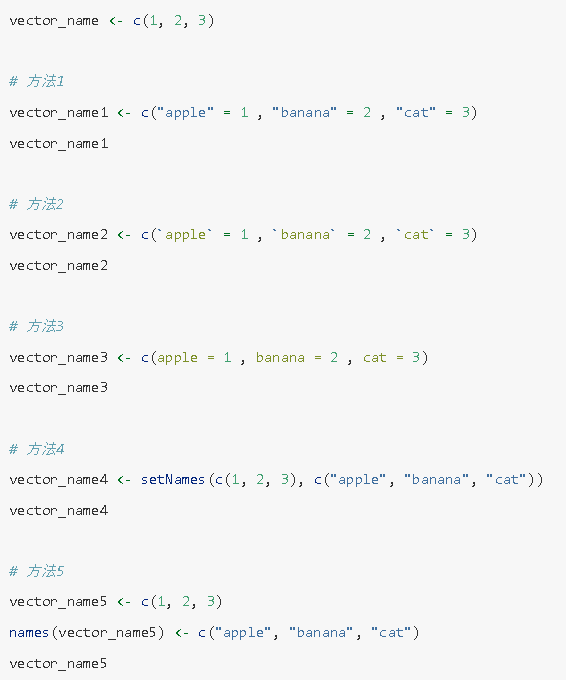 vector_name <- c(1, 2, 3)
# 方法1
vector_name1 <- c("apple" = 1 , "banana" = 2 , "cat" = 3)
vector_name1
# 方法2
vector_name2 <- c(`apple` = 1 , `banana` = 2 , `cat` = 3)
vector_name2
# 方法3
vector_name3 <- c(apple = 1 , banana = 2 , cat = 3)
vector_name3
# 方法4
vector_name4 <- setNames(c(1, 2, 3), c("apple", "banana", "cat"))
vector_name4
# 方法5
vector_name5 <- c(1, 2, 3)
names(vector_name5) <- c("apple", "banana", "cat")
vector_name5